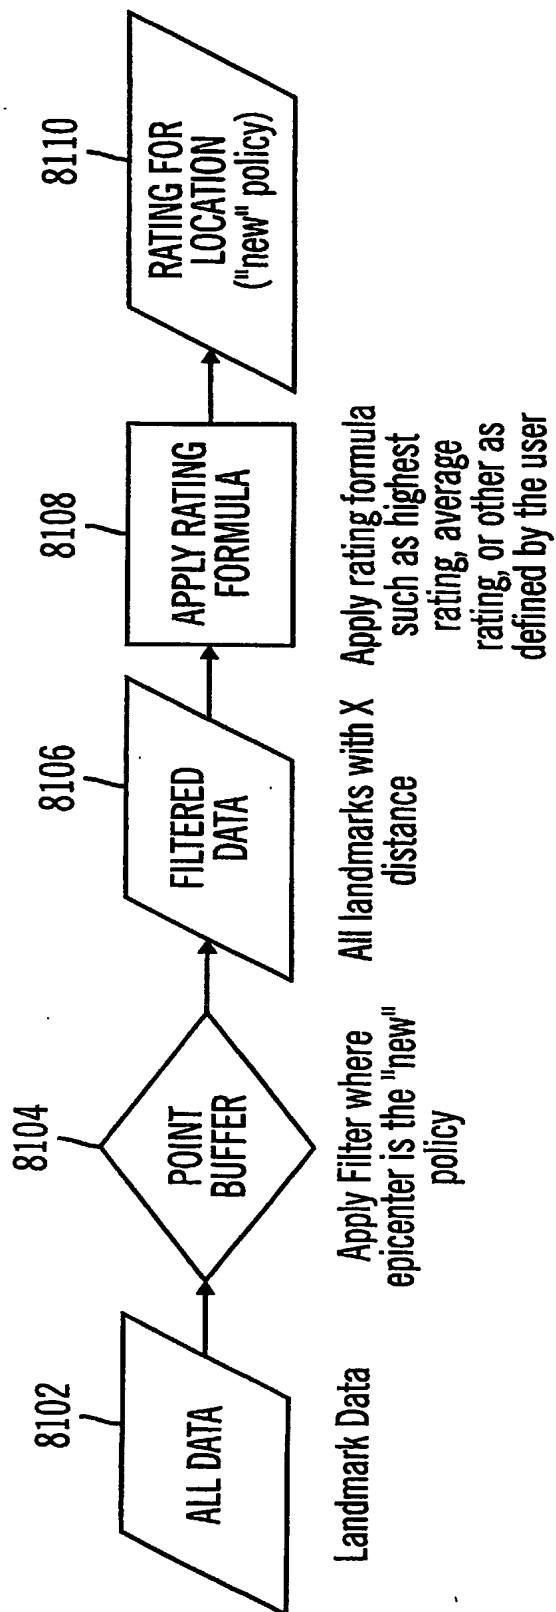 8102
ALL DATA
Landmark Data
8104
POINT
BUFFER
Apply Filter where
epicenter is the "new"
policy
8106
FILTERED
DATA
All landmarks with X
distance
8108
APPLY RATING
FORMULA
Apply rating formula
such as highest
rating, average
rating, or other as
defined by the user
8110
RATING FOR
LOCATION
("new" policy)